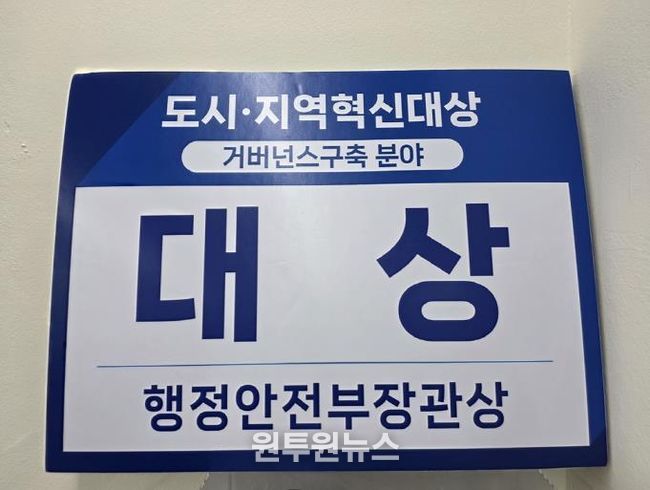 도시·지역혁신대상
거버넌스구축 분야
대 상
행정안전부장관상
원투원뉴스